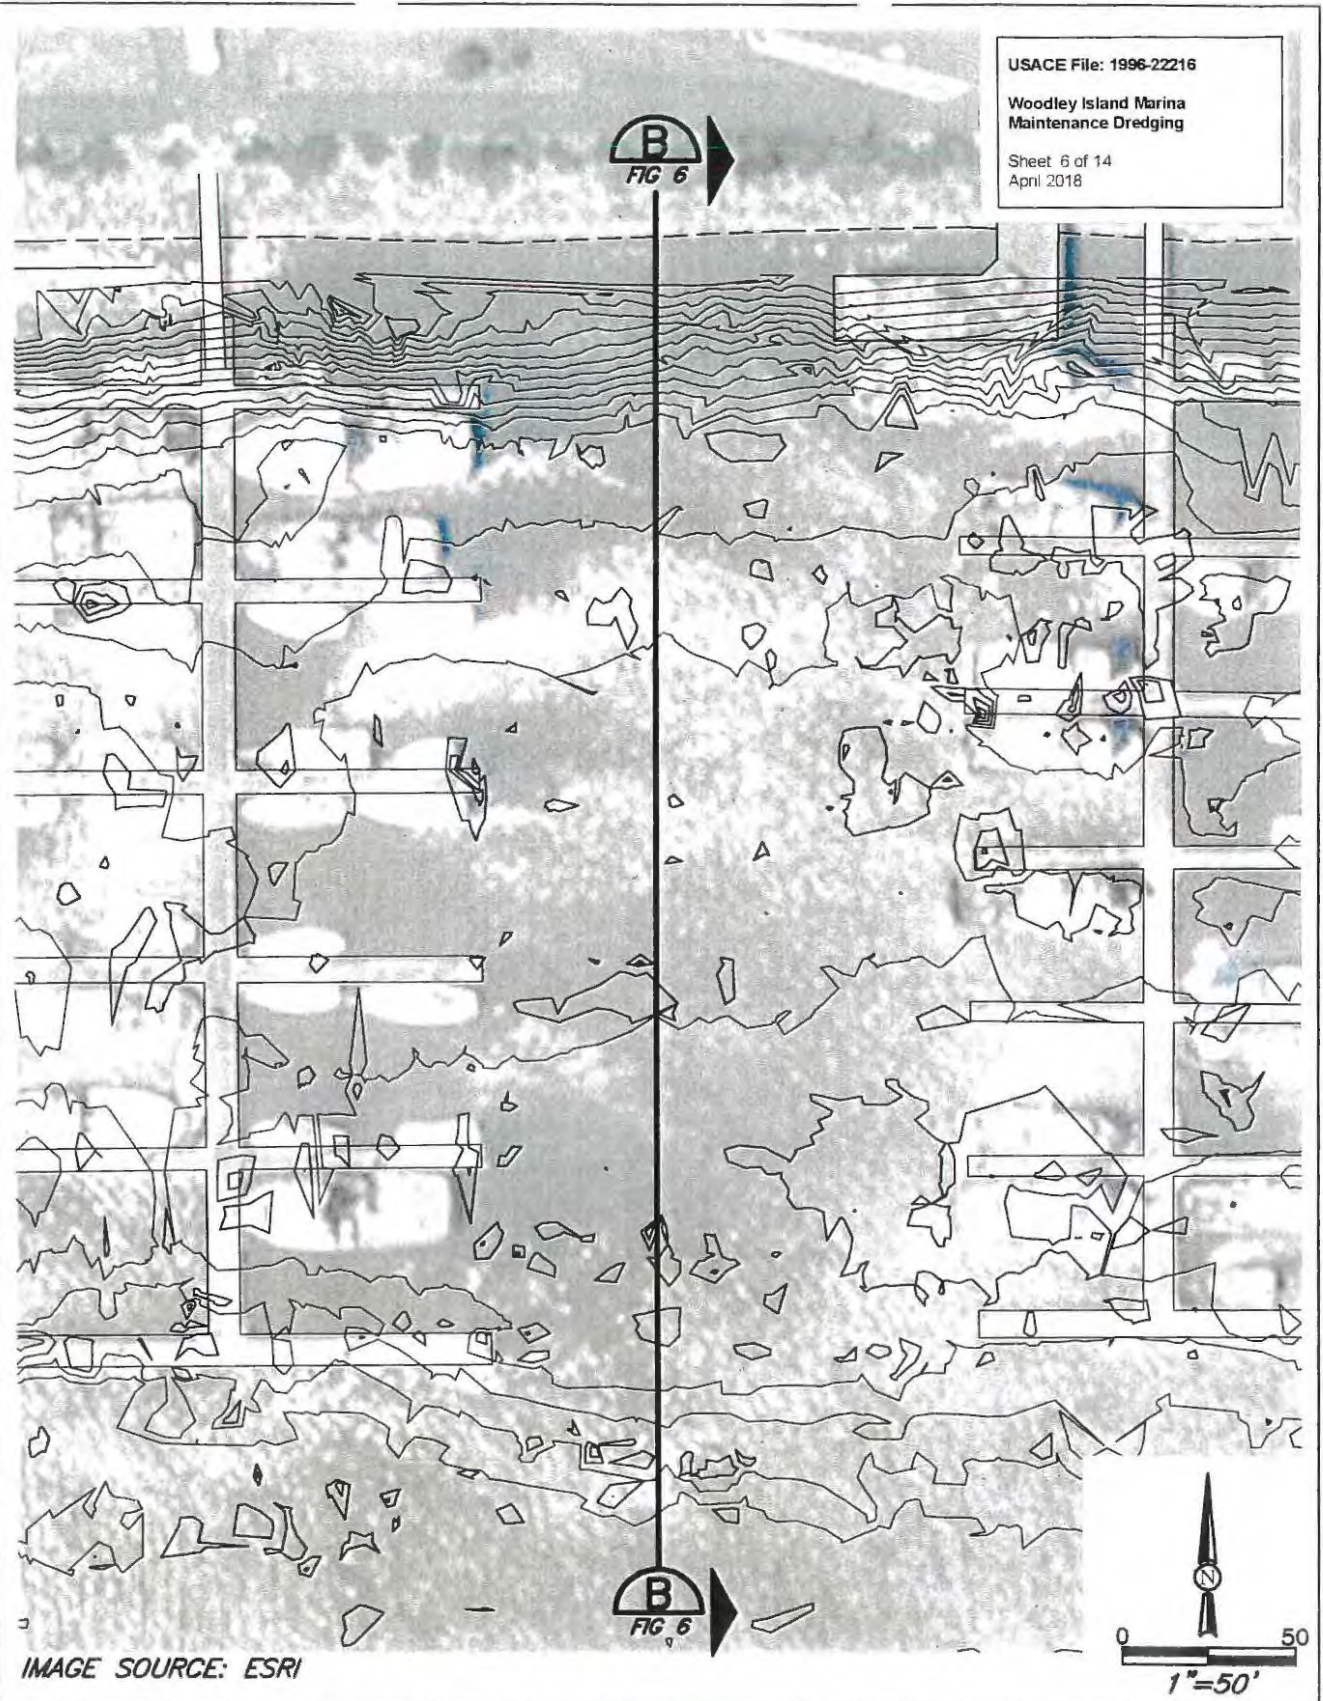 USACE File: 1996-22216
Woodley Island Marina
Maintenance Dredging
Sheet 6 of 14
April 2018
B
FIG 6
B
FIG 6
N
0 50
1"=50'
IMAGE SOURCE: ESRI